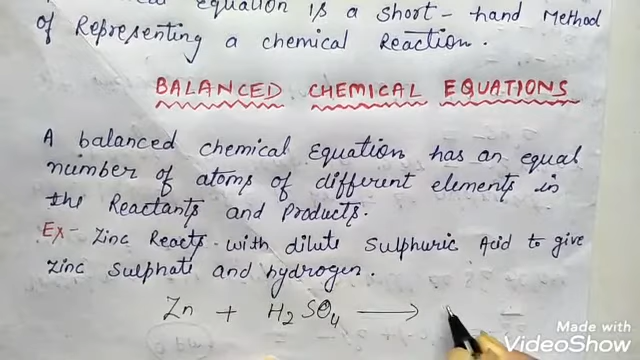 equation is a short-hand Method
of Representing a chemical Reaction.
BALANCED CHEMICAL EQUATIONS
A balanced chemical Equation has an equal
number of atoms of different elements in
the Reactants and Products.
Ex- Zinc Reacts with dilute Sulphuric Acid to give
Zinc Sulphate and hydrogen.
Zn + H2SO4 ⟶
Made with
VivaVideo